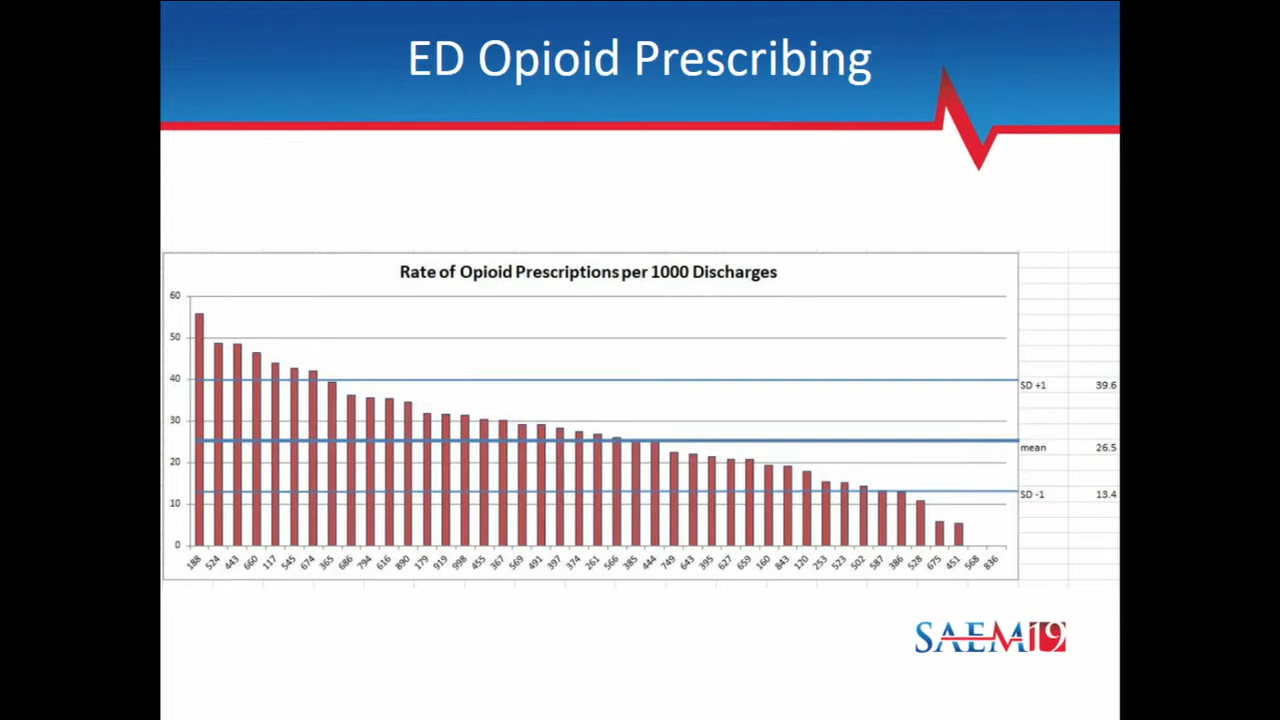 ED Opioid Prescribing
Rate of Opioid Prescriptions per 1000 Discharges
60
50
40
30
20
10
0
188 524 443 660 117 545 674 365 686 794 616 890 179 919 998 455 367 569 491 397 374 261 566 385 444 749 643 395 627 659 160 843 120 253 523 502 587 386 528 675 451 568 836
SD +1 39.6
mean 26.5
SD -1 13.4
SAEM19